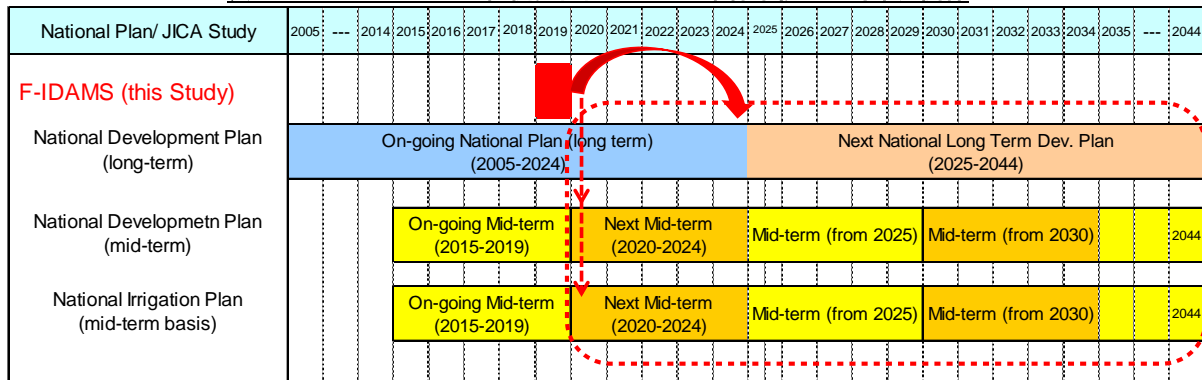 National Plan/ JICA Study 2005 --- 2014 2015 2016 2017 2018 2019 2020 2021 2022 2023 2024 2025 2026 2027 2028 2029 2030 2031 2032 2033 2034 2035 --- 2044
F-IDAMS (this Study)
National Development Plan
(long-term)
On-going National Plan (long term)
(2005-2024)
Next National Long Term Dev. Plan
(2025-2044)
National Developmetn Plan
(mid-term)
On-going Mid-term
(2015-2019)
Next Mid-term
(2020-2024)
Mid-term (from 2025)
Mid-term (from 2030)
2044
National Irrigation Plan
(mid-term basis)
On-going Mid-term
(2015-2019)
Next Mid-term
(2020-2024)
Mid-term (from 2025)
Mid-term (from 2030)
2044